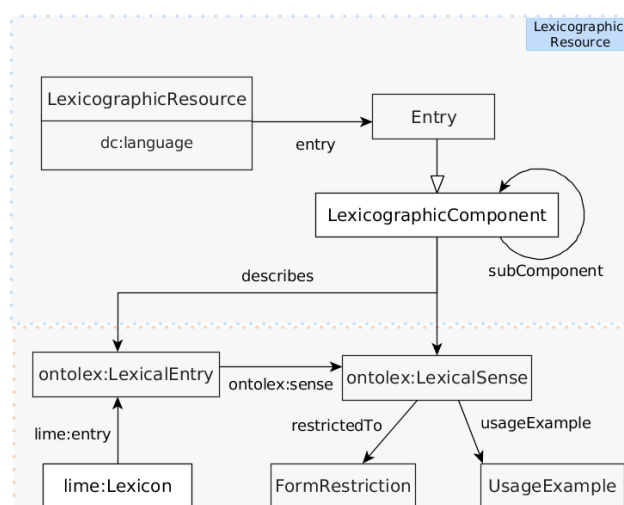 Lexicographic
Resource
LexicographicResource
dc:language
entry
Entry
LexicographicComponent
subComponent
describes
ontolex:LexicalEntry
ontolex:sense
ontolex:LexicalSense
lime:entry
restrictedTo
usageExample
lime:Lexicon
FormRestriction
UsageExample